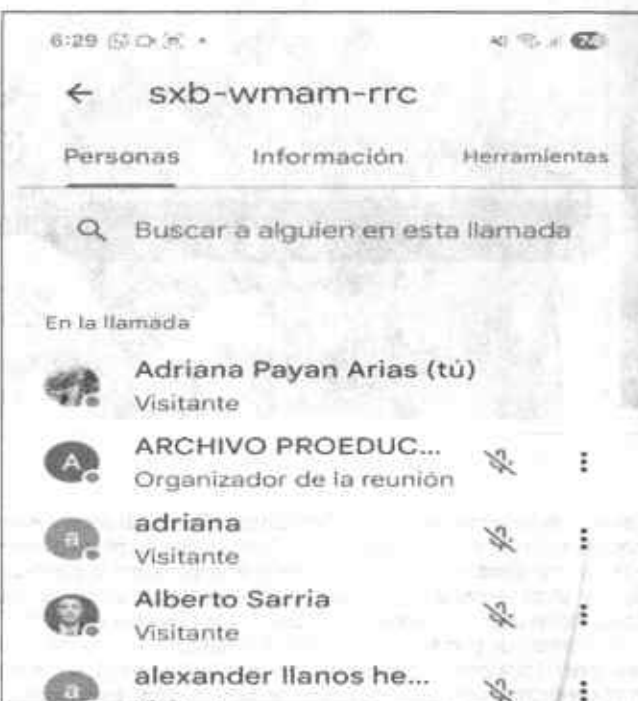 6:29
← sxb-wmam-rrc
Personas Información Herramientas
Buscar a alguien en esta llamada
En la llamada
Adriana Payan Arias (tú)
Visitante
A ARCHIVO PROEDUC...
Organizador de la reunión
a adriana
Visitante
Alberto Sarria
Visitante
a alexander llanos he...